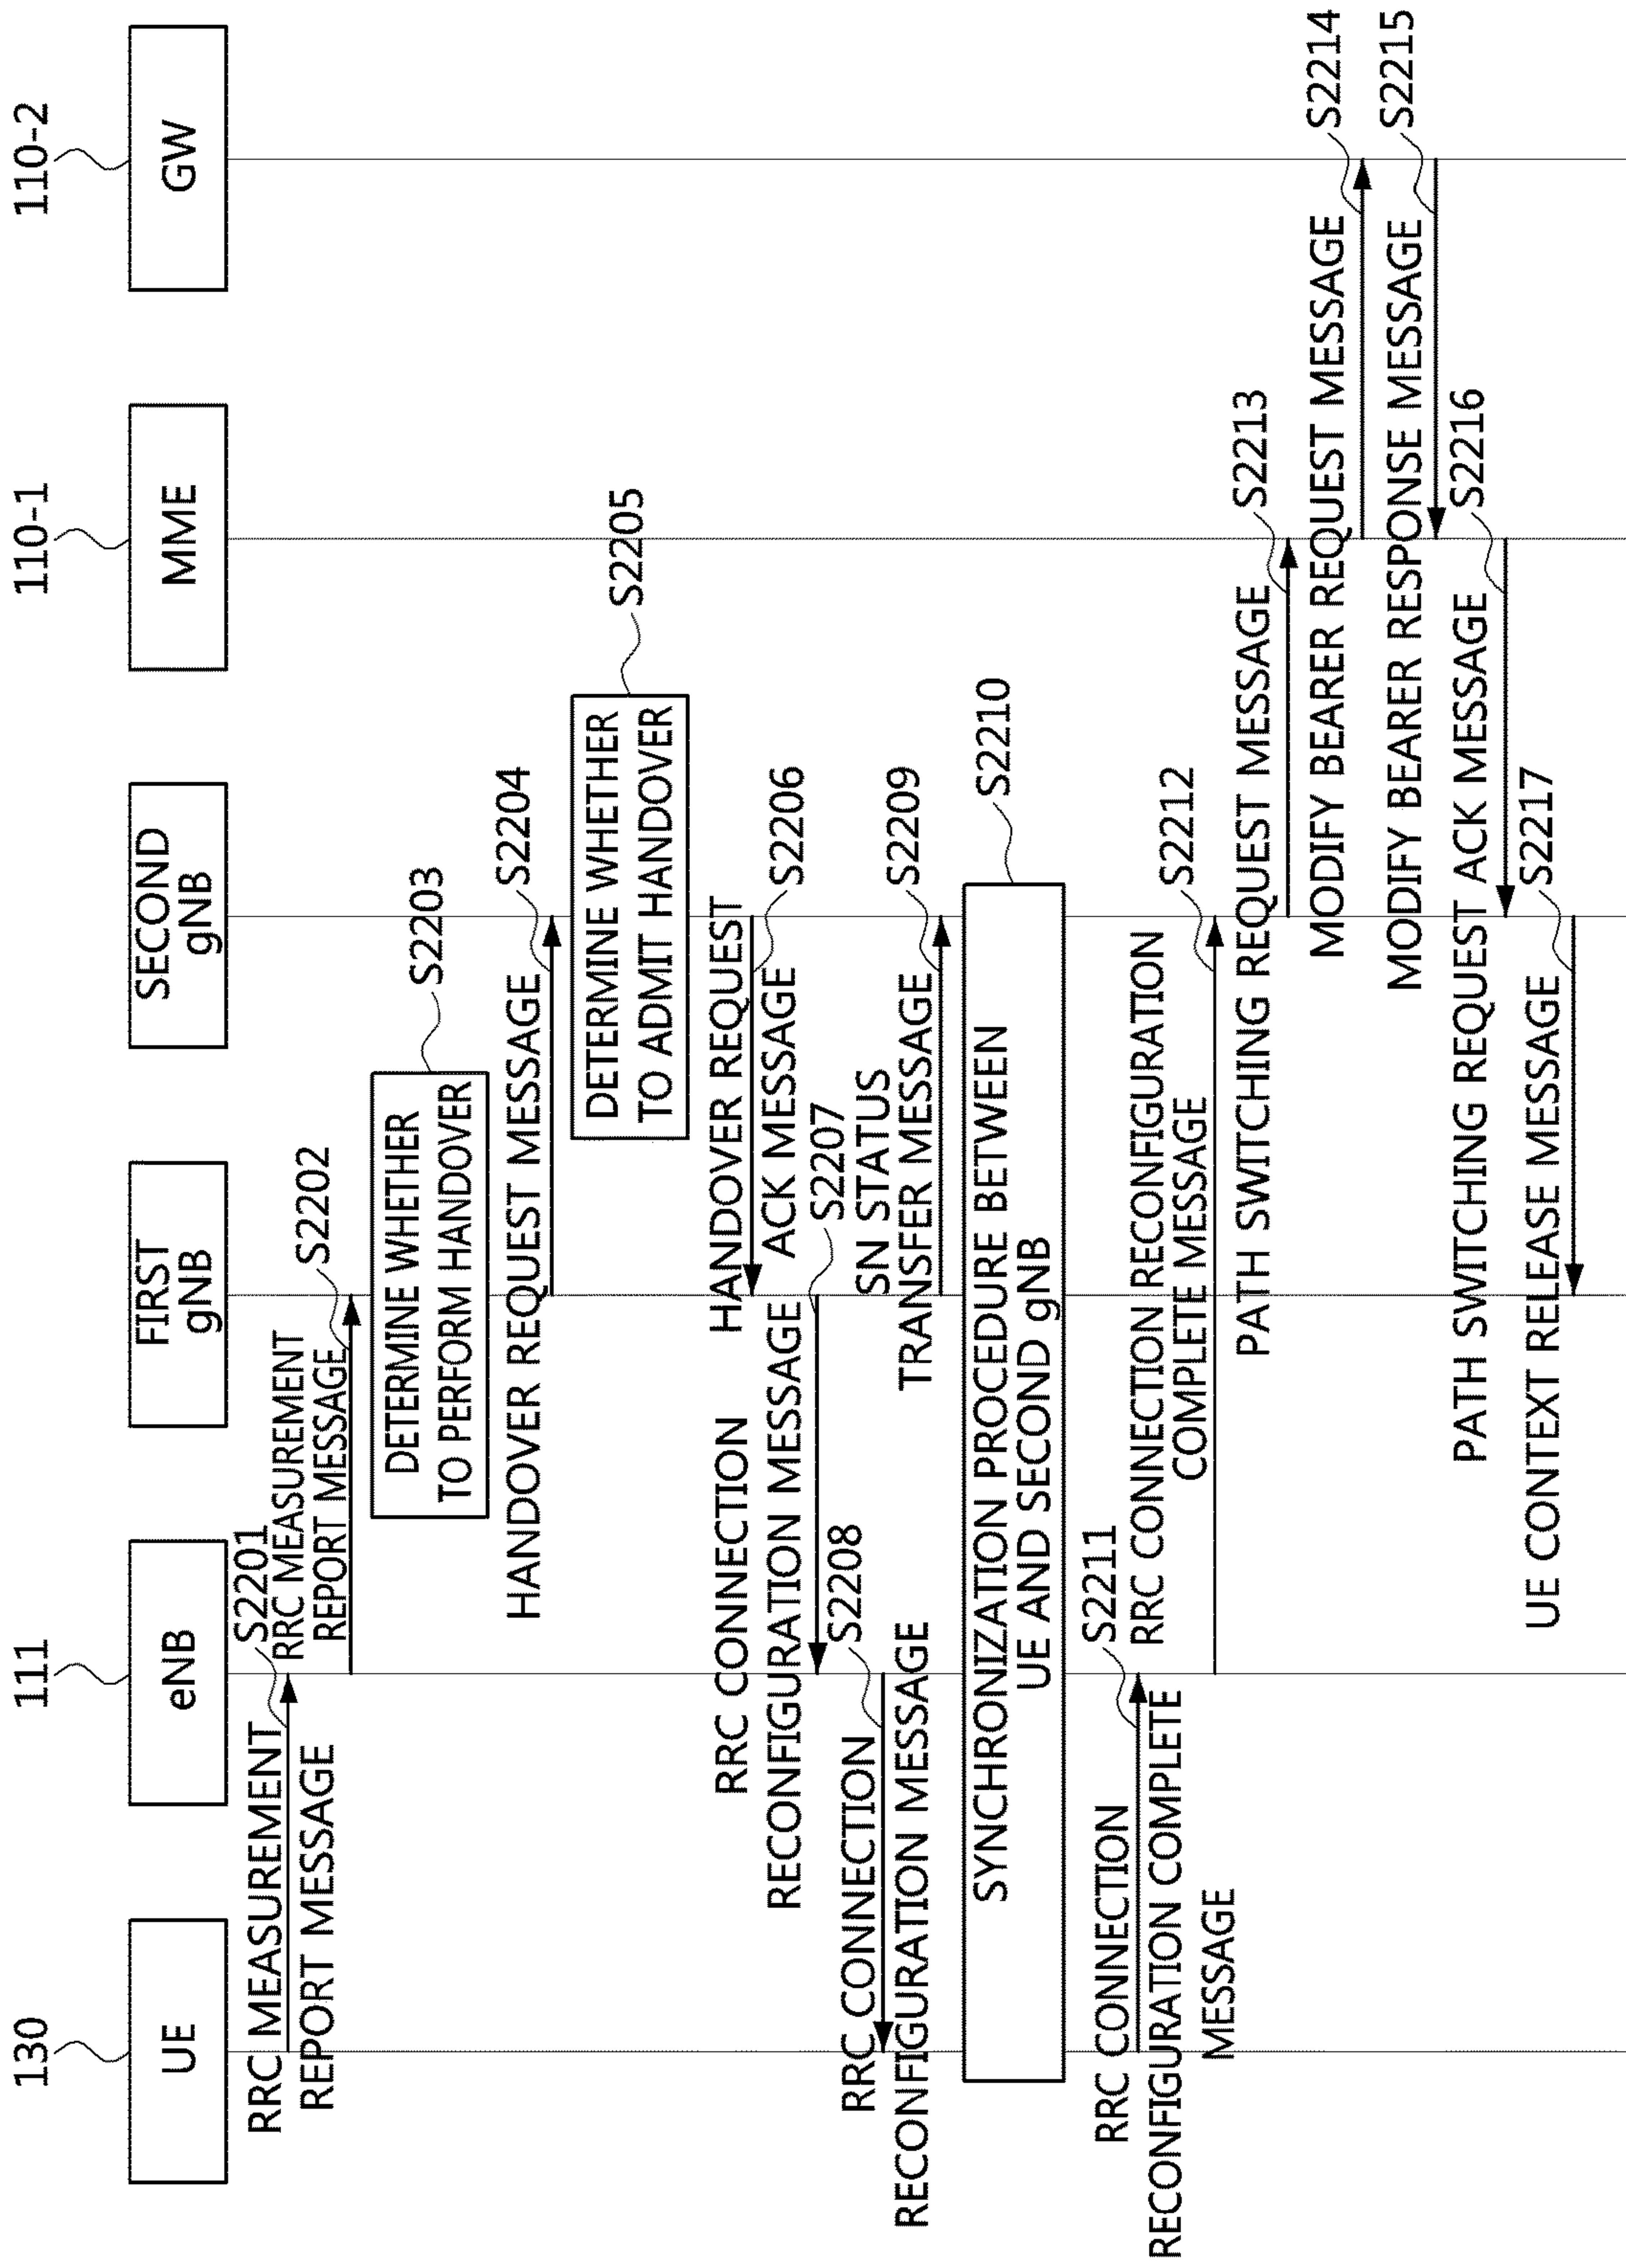 130
111
110-1
110-2
UE
eNB
FIRST
gNB
SECOND
gNB
MME
GW
S2201
RRC MEASUREMENT
REPORT MESSAGE
S2202
RRC MEASUREMENT
REPORT MESSAGE
S2203
DETERMINE WHETHER
TO PERFORM HANDOVER
S2204
HANDOVER REQUEST MESSAGE
S2205
DETERMINE WHETHER
TO ADMIT HANDOVER
HANDOVER REQUEST
S2206
ACK MESSAGE
RRC CONNECTION
S2207
RECONFIGURATION MESSAGE
S2208
RRC CONNECTION
RECONFIGURATION MESSAGE
SN STATUS
S2209
TRANSFER MESSAGE
S2210
SYNCHRONIZATION PROCEDURE BETWEEN
UE AND SECOND gNB
S2211
RRC CONNECTION
RECONFIGURATION COMPLETE
MESSAGE
RRC CONNECTION RECONFIGURATION
S2212
COMPLETE MESSAGE
PATH SWITCHING REQUEST MESSAGE
S2213
MODIFY BEARER REQUEST MESSAGE
S2214
MODIFY BEARER RESPONSE MESSAGE
S2215
PATH SWITCHING REQUEST ACK MESSAGE
S2216
UE CONTEXT RELEASE MESSAGE
S2217